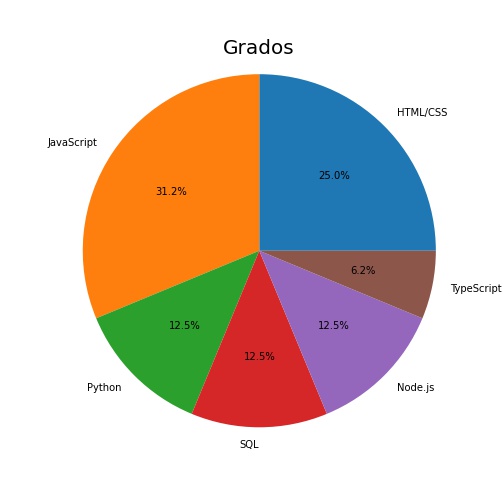 Grados
HTML/CSS
25.0%
JavaScript
31.2%
Python
12.5%
SQL
12.5%
Node.js
12.5%
TypeScript
6.2%